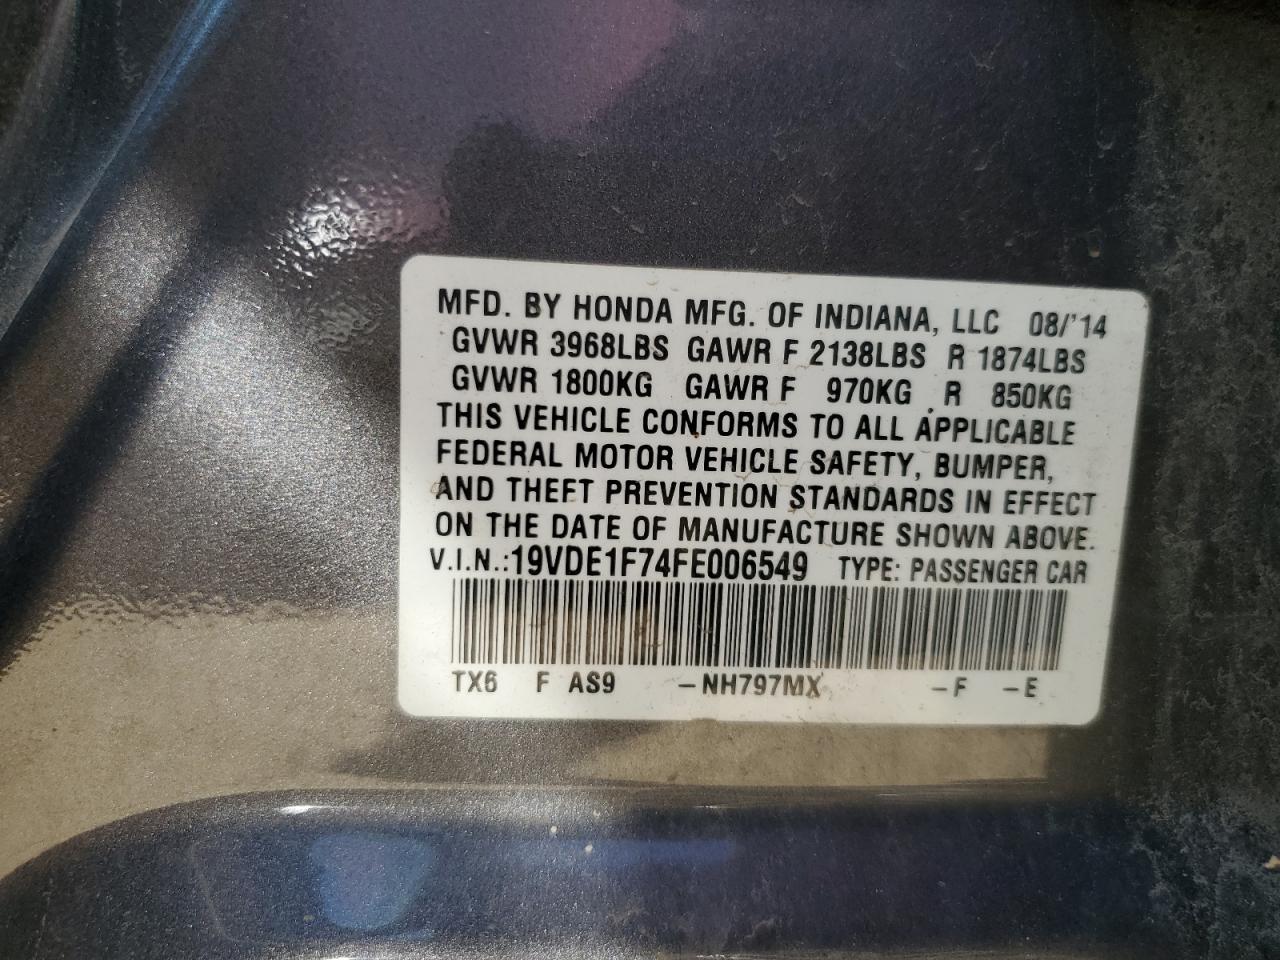 MFD. BY HONDA MFG. OF INDIANA, LLC 08/'14
GVWR 3968LBS GAWR F 2138LBS R 1874LBS
GVWR 1800KG GAWR F 970KG R 850KG
THIS VEHICLE CONFORMS TO ALL APPLICABLE
FEDERAL MOTOR VEHICLE SAFETY, BUMPER,
AND THEFT PREVENTION STANDARDS IN EFFECT
ON THE DATE OF MANUFACTURE SHOWN ABOVE.
V.I.N.:19VDE1F74FE006549 TYPE: PASSENGER CAR
TX6 F AS9 –NH797MX –F –E